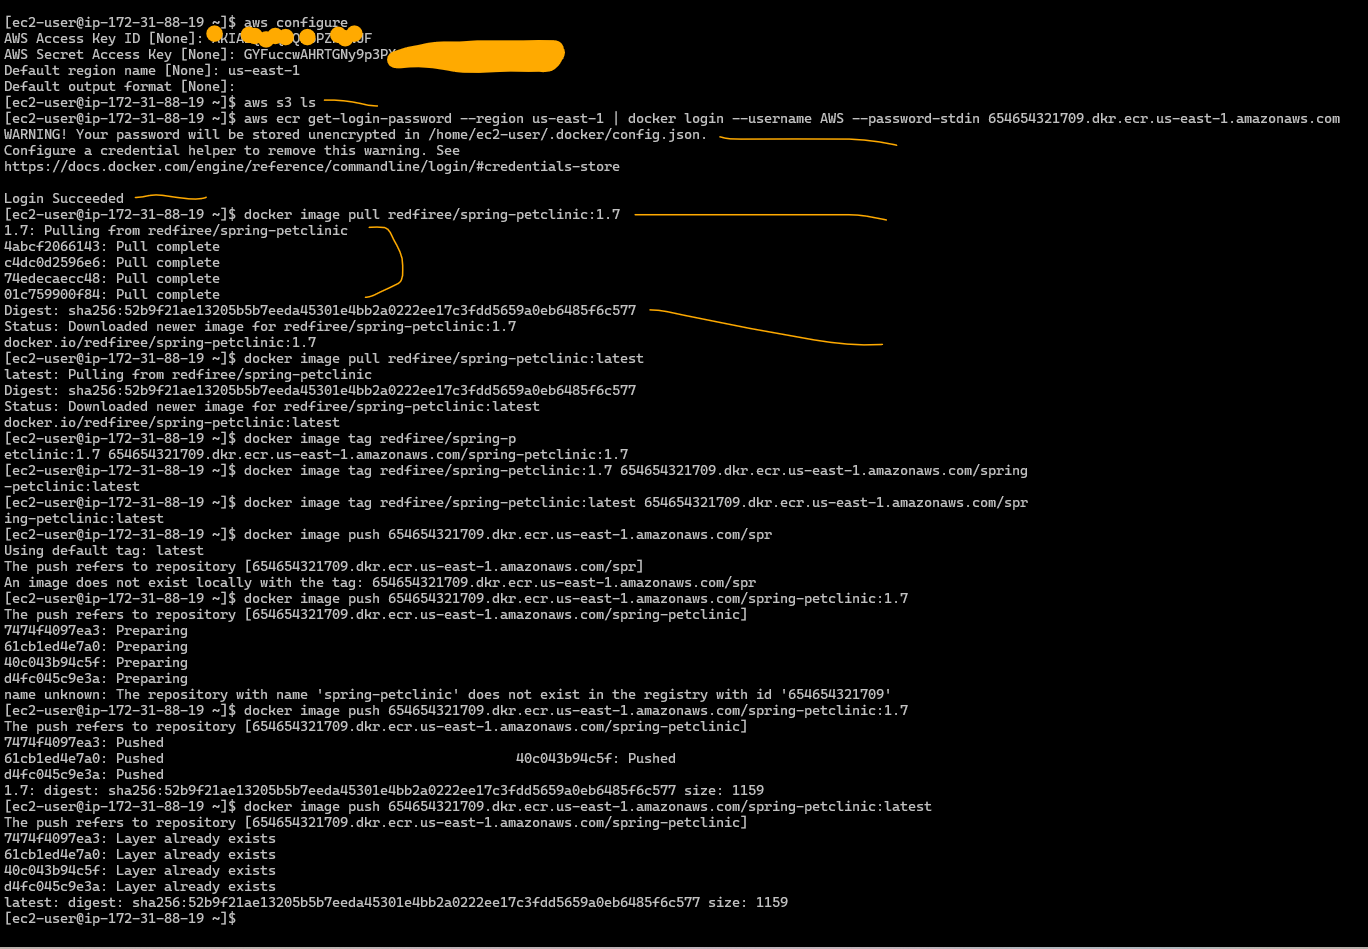 [ec2-user@ip-172-31-88-19 ~]$ aws configure
AWS Access Key ID [None]:
AWS Secret Access Key [None]:
Default region name [None]: us-east-1
Default output format [None]:
[ec2-user@ip-172-31-88-19 ~]$ aws s3 ls
[ec2-user@ip-172-31-88-19 ~]$ aws ecr get-login-password --region us-east-1 | docker login --username AWS --password-stdin 654654321709.dkr.ecr.us-east-1.amazonaws.com
WARNING! Your password will be stored unencrypted in /home/ec2-user/.docker/config.json.
Configure a credential helper to remove this warning. See
https://docs.docker.com/engine/reference/commandline/login/#credentials-store
Login Succeeded
[ec2-user@ip-172-31-88-19 ~]$ docker image pull redfiree/spring-petclinic:1.7
1.7: Pulling from redfiree/spring-petclinic
4abcf2066143: Pull complete
c4dc0d2596e6: Pull complete
74edecaecc48: Pull complete
01c759900f84: Pull complete
Digest: sha256:52b9f21ae13205b5b7eeda45301e4bb2a0222ee17c3fdd5659a0eb6485f6c577
Status: Downloaded newer image for redfiree/spring-petclinic:1.7
docker.io/redfiree/spring-petclinic:1.7
[ec2-user@ip-172-31-88-19 ~]$ docker image pull redfiree/spring-petclinic:latest
latest: Pulling from redfiree/spring-petclinic
Digest: sha256:52b9f21ae13205b5b7eeda45301e4bb2a0222ee17c3fdd5659a0eb6485f6c577
Status: Downloaded newer image for redfiree/spring-petclinic:latest
docker.io/redfiree/spring-petclinic:latest
[ec2-user@ip-172-31-88-19 ~]$ docker image tag redfiree/spring-p
etclinic:1.7 654654321709.dkr.ecr.us-east-1.amazonaws.com/spring-petclinic:1.7
[ec2-user@ip-172-31-88-19 ~]$ docker image tag redfiree/spring-petclinic:1.7 654654321709.dkr.ecr.us-east-1.amazonaws.com/spring
-petclinic:latest
[ec2-user@ip-172-31-88-19 ~]$ docker image tag redfiree/spring-petclinic:latest 654654321709.dkr.ecr.us-east-1.amazonaws.com/spr
ing-petclinic:latest
[ec2-user@ip-172-31-88-19 ~]$ docker image push 654654321709.dkr.ecr.us-east-1.amazonaws.com/spr
Using default tag: latest
The push refers to repository [654654321709.dkr.ecr.us-east-1.amazonaws.com/spr]
An image does not exist locally with the tag: 654654321709.dkr.ecr.us-east-1.amazonaws.com/spr
[ec2-user@ip-172-31-88-19 ~]$ docker image push 654654321709.dkr.ecr.us-east-1.amazonaws.com/spring-petclinic:1.7
The push refers to repository [654654321709.dkr.ecr.us-east-1.amazonaws.com/spring-petclinic]
7474f4097ea3: Preparing
61cb1ed4e7a0: Preparing
40c043b94c5f: Preparing
d4fc045c9e3a: Preparing
name unknown: The repository with name 'spring-petclinic' does not exist in the registry with id '654654321709'
[ec2-user@ip-172-31-88-19 ~]$ docker image push 654654321709.dkr.ecr.us-east-1.amazonaws.com/spring-petclinic:1.7
The push refers to repository [654654321709.dkr.ecr.us-east-1.amazonaws.com/spring-petclinic]
7474f4097ea3: Pushed
61cb1ed4e7a0: Pushed 40c043b94c5f: Pushed
d4fc045c9e3a: Pushed
1.7: digest: sha256:52b9f21ae13205b5b7eeda45301e4bb2a0222ee17c3fdd5659a0eb6485f6c577 size: 1159
[ec2-user@ip-172-31-88-19 ~]$ docker image push 654654321709.dkr.ecr.us-east-1.amazonaws.com/spring-petclinic:latest
The push refers to repository [654654321709.dkr.ecr.us-east-1.amazonaws.com/spring-petclinic]
7474f4097ea3: Layer already exists
61cb1ed4e7a0: Layer already exists
40c043b94c5f: Layer already exists
d4fc045c9e3a: Layer already exists
latest: digest: sha256:52b9f21ae13205b5b7eeda45301e4bb2a0222ee17c3fdd5659a0eb6485f6c577 size: 1159
[ec2-user@ip-172-31-88-19 ~]$